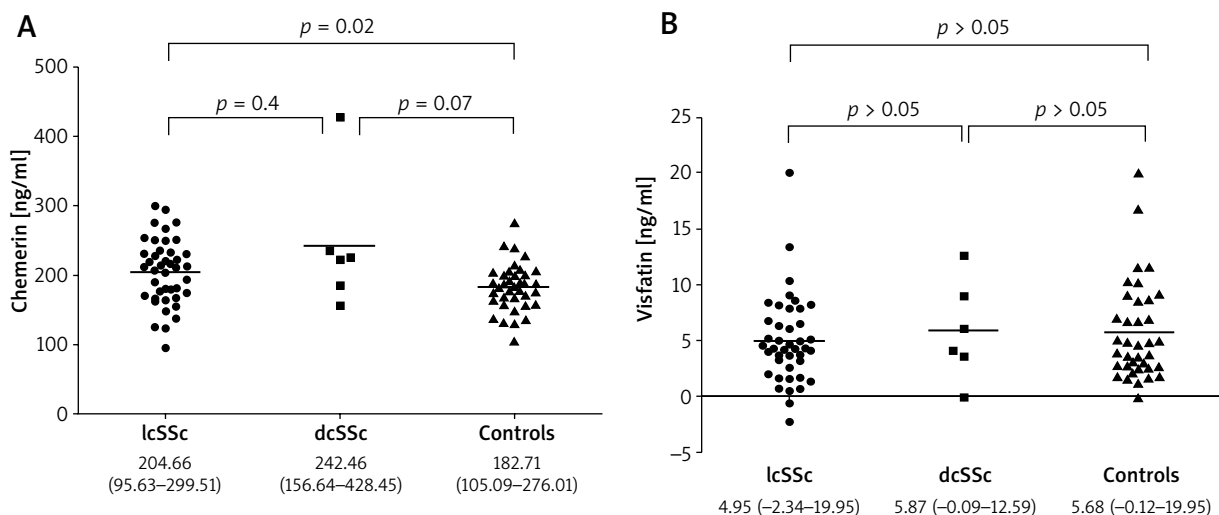 A
p = 0.02
p = 0.4
p = 0.07
Chemerin [ng/ml]
500
400
300
200
100
0
lcSSc
dcSSc
Controls
204.66
242.46
182.71
(95.63–299.51)
(156.64–428.45)
(105.09–276.01)
B
p > 0.05
p > 0.05
p > 0.05
Visfatin [ng/ml]
25
20
15
10
5
0
–5
lcSSc
dcSSc
Controls
4.95 (–2.34–19.95)
5.87 (–0.09–12.59)
5.68 (–0.12–19.95)